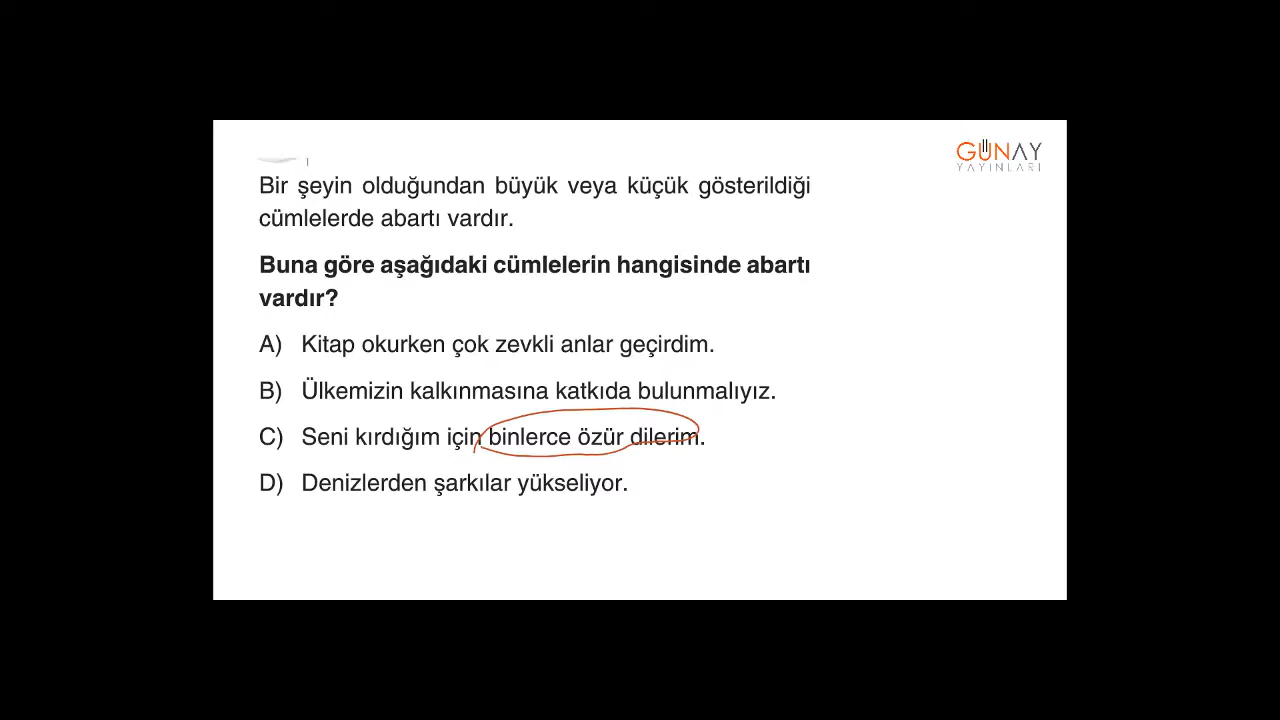 GÜNAY
YAYINLARI
Bir şeyin olduğundan büyük veya küçük gösterildiği
cümlelerde abartı vardır.
Buna göre aşağıdaki cümlelerin hangisinde abartı
vardır?
A) Kitap okurken çok zevkli anlar geçirdim.
B) Ülkemizin kalkınmasına katkıda bulunmalıyız.
C) Seni kırdığım için binlerce özür dilerim.
D) Denizlerden şarkılar yükseliyor.